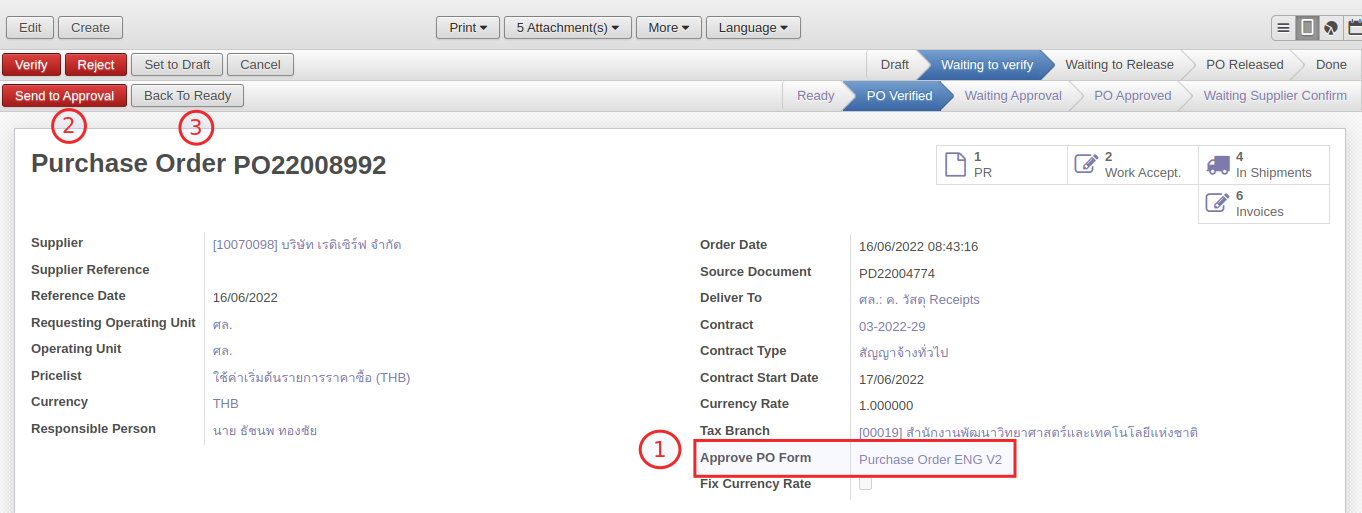 Edit Create Print 5 Attachment(s) More Language
Verify Reject Set to Draft Cancel Draft Waiting to verify Waiting to Release PO Released Done
Send to Approval Back To Ready Ready PO Verified Waiting Approval PO Approved Waiting Supplier Confirm
2 3
Purchase Order PO22008992
1 PR
2 Work Accept.
4 In Shipments
6 Invoices
Supplier [10070098] บริษัท เรดิเซิร์ฟ จำกัด
Supplier Reference
Reference Date 16/06/2022
Requesting Operating Unit ศล.
Operating Unit ศล.
Pricelist ใช้ค่าเริ่มต้นรายการราคาซื้อ (THB)
Currency THB
Responsible Person นาย ธัชนพ ทองชัย
Order Date 16/06/2022 08:43:16
Source Document PD22004774
Deliver To ศล.: ค. วัสดุ Receipts
Contract 03-2022-29
Contract Type สัญญาจ้างทั่วไป
Contract Start Date 17/06/2022
Currency Rate 1.000000
Tax Branch [00019] สำนักงานพัฒนาวิทยาศาสตร์และเทคโนโลยีแห่งชาติ
1 Approve PO Form Purchase Order ENG V2
Fix Currency Rate